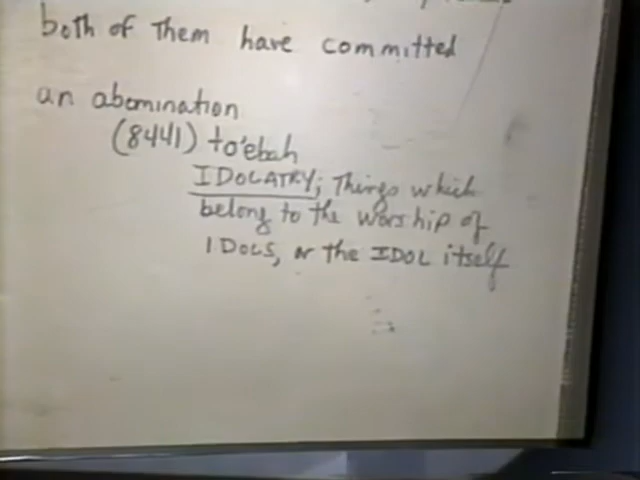 both of Them have committed
an abomination
(8441) to'ebah
IDOLATRY; Things which
belong to the worship of
IDOLS, or the IDOL itself